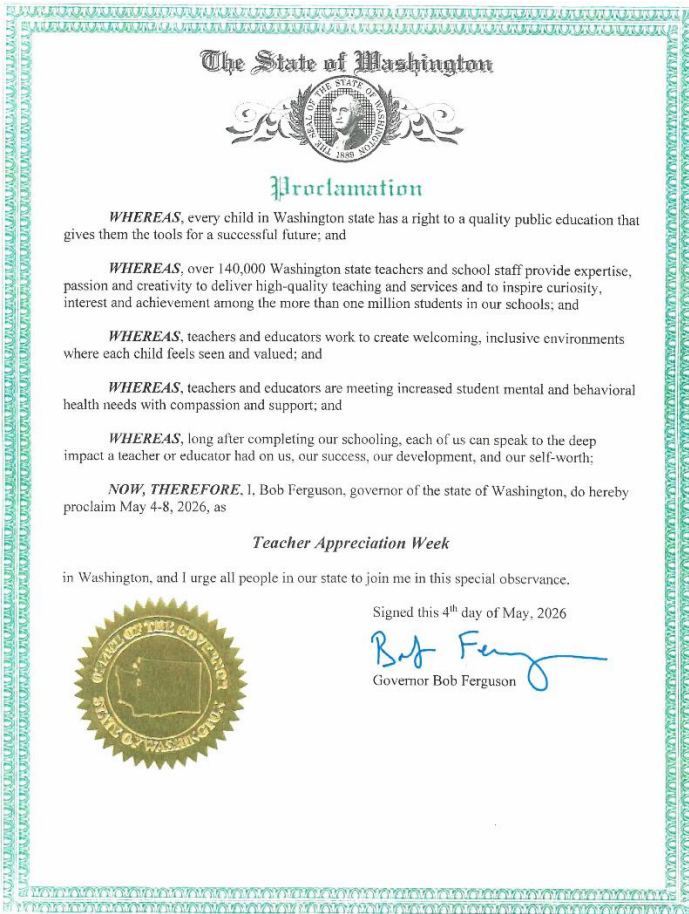 The State of Washington
THE SEAL OF THE STATE OF WASHINGTON
1889
Proclamation
WHEREAS, every child in Washington state has a right to a quality public education that
gives them the tools for a successful future; and
WHEREAS, over 140,000 Washington state teachers and school staff provide expertise,
passion and creativity to deliver high-quality teaching and services and to inspire curiosity,
interest and achievement among the more than one million students in our schools; and
WHEREAS, teachers and educators work to create welcoming, inclusive environments
where each child feels seen and valued; and
WHEREAS, teachers and educators are meeting increased student mental and behavioral
health needs with compassion and support; and
WHEREAS, long after completing our schooling, each of us can speak to the deep
impact a teacher or educator had on us, our success, our development, and our self-worth;
NOW, THEREFORE, I, Bob Ferguson, governor of the state of Washington, do hereby
proclaim May 4-8, 2026, as
Teacher Appreciation Week
in Washington, and I urge all people in our state to join me in this special observance.
Signed this 4th day of May, 2026
Bob Ferg
Governor Bob Ferguson
OFFICE OF THE GOVERNOR
STATE OF WASHINGTON